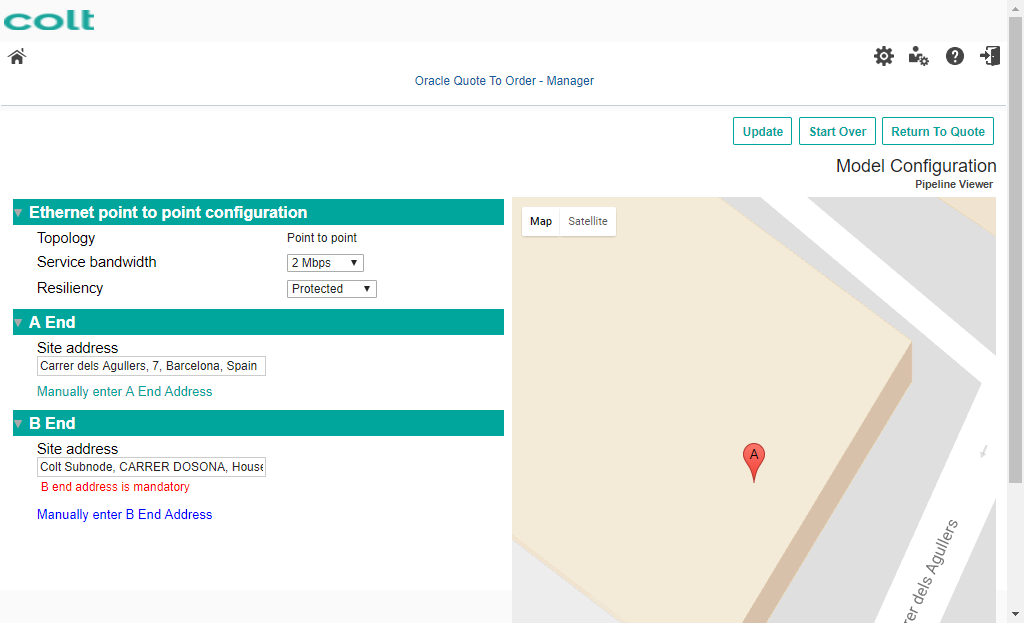 colt
Oracle Quote To Order - Manager
Update Start Over Return To Quote
Model Configuration
Pipeline Viewer
Ethernet point to point configuration
Topology Point to point
Service bandwidth 2 Mbps
Resiliency Protected
A End
Site address
Carrer dels Agullers, 7, Barcelona, Spain
Manually enter A End Address
B End
Site address
Colt Subnode, CARRER DOSONA, House
B end address is mandatory
Manually enter B End Address
Map Satellite
A
rer dels Agullers